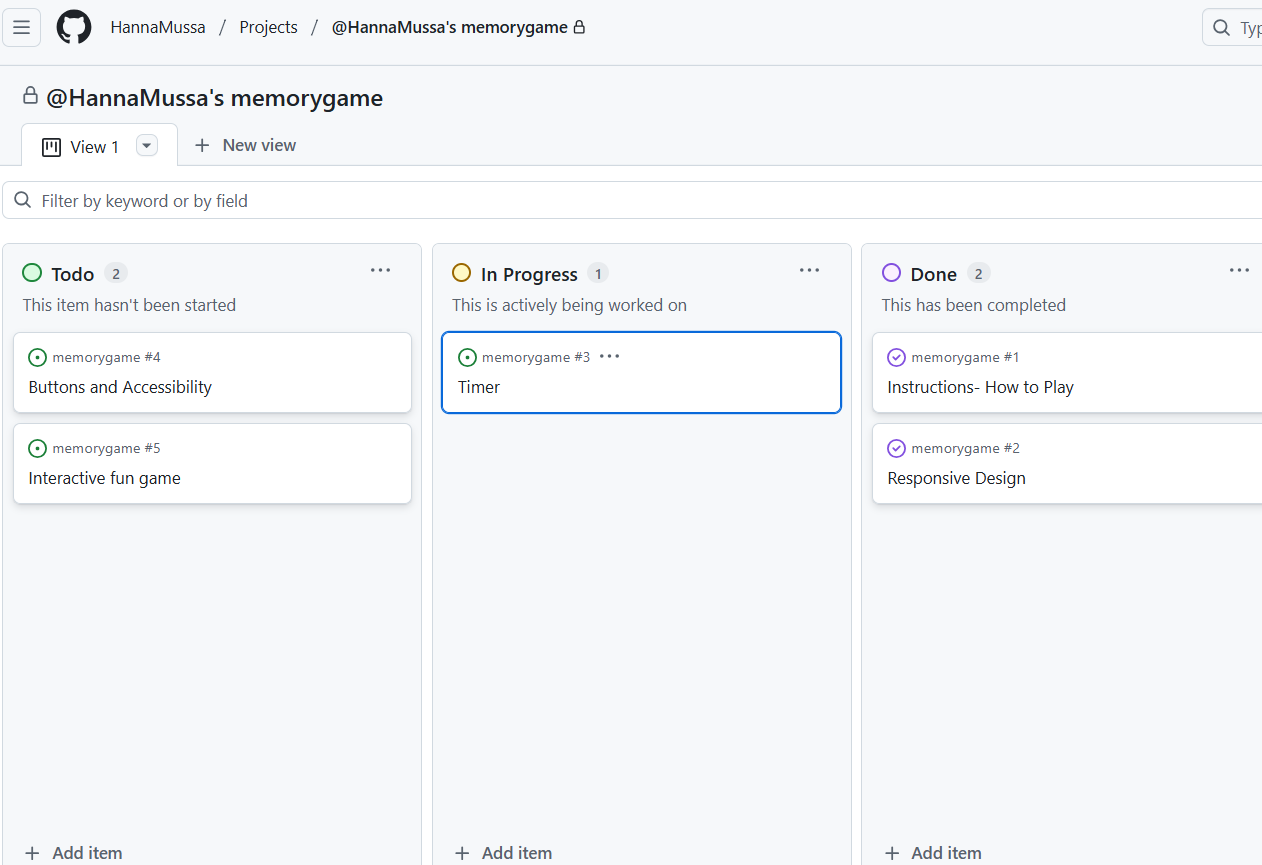 HannaMussa / Projects / @HannaMussa's memorygame
@HannaMussa's memorygame
View 1
New view
Filter by keyword or by field
Todo 2
This item hasn't been started
memorygame #4
Buttons and Accessibility
memorygame #5
Interactive fun game
Add item
In Progress 1
This is actively being worked on
memorygame #3
Timer
Add item
Done 2
This has been completed
memorygame #1
Instructions- How to Play
memorygame #2
Responsive Design
Add item